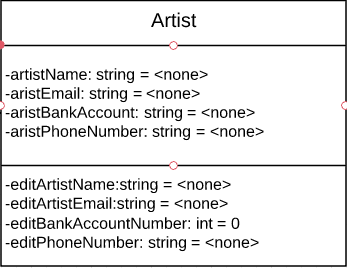 Artist
-artistName: string = <none>
-aristEmail: string = <none>
-aristBankAccount: string = <none>
-aristPhoneNumber: string = <none>
-editArtistName:string = <none>
-editArtistEmail:string = <none>
-editBankAccountNumber: int = 0
-editPhoneNumber: string = <none>